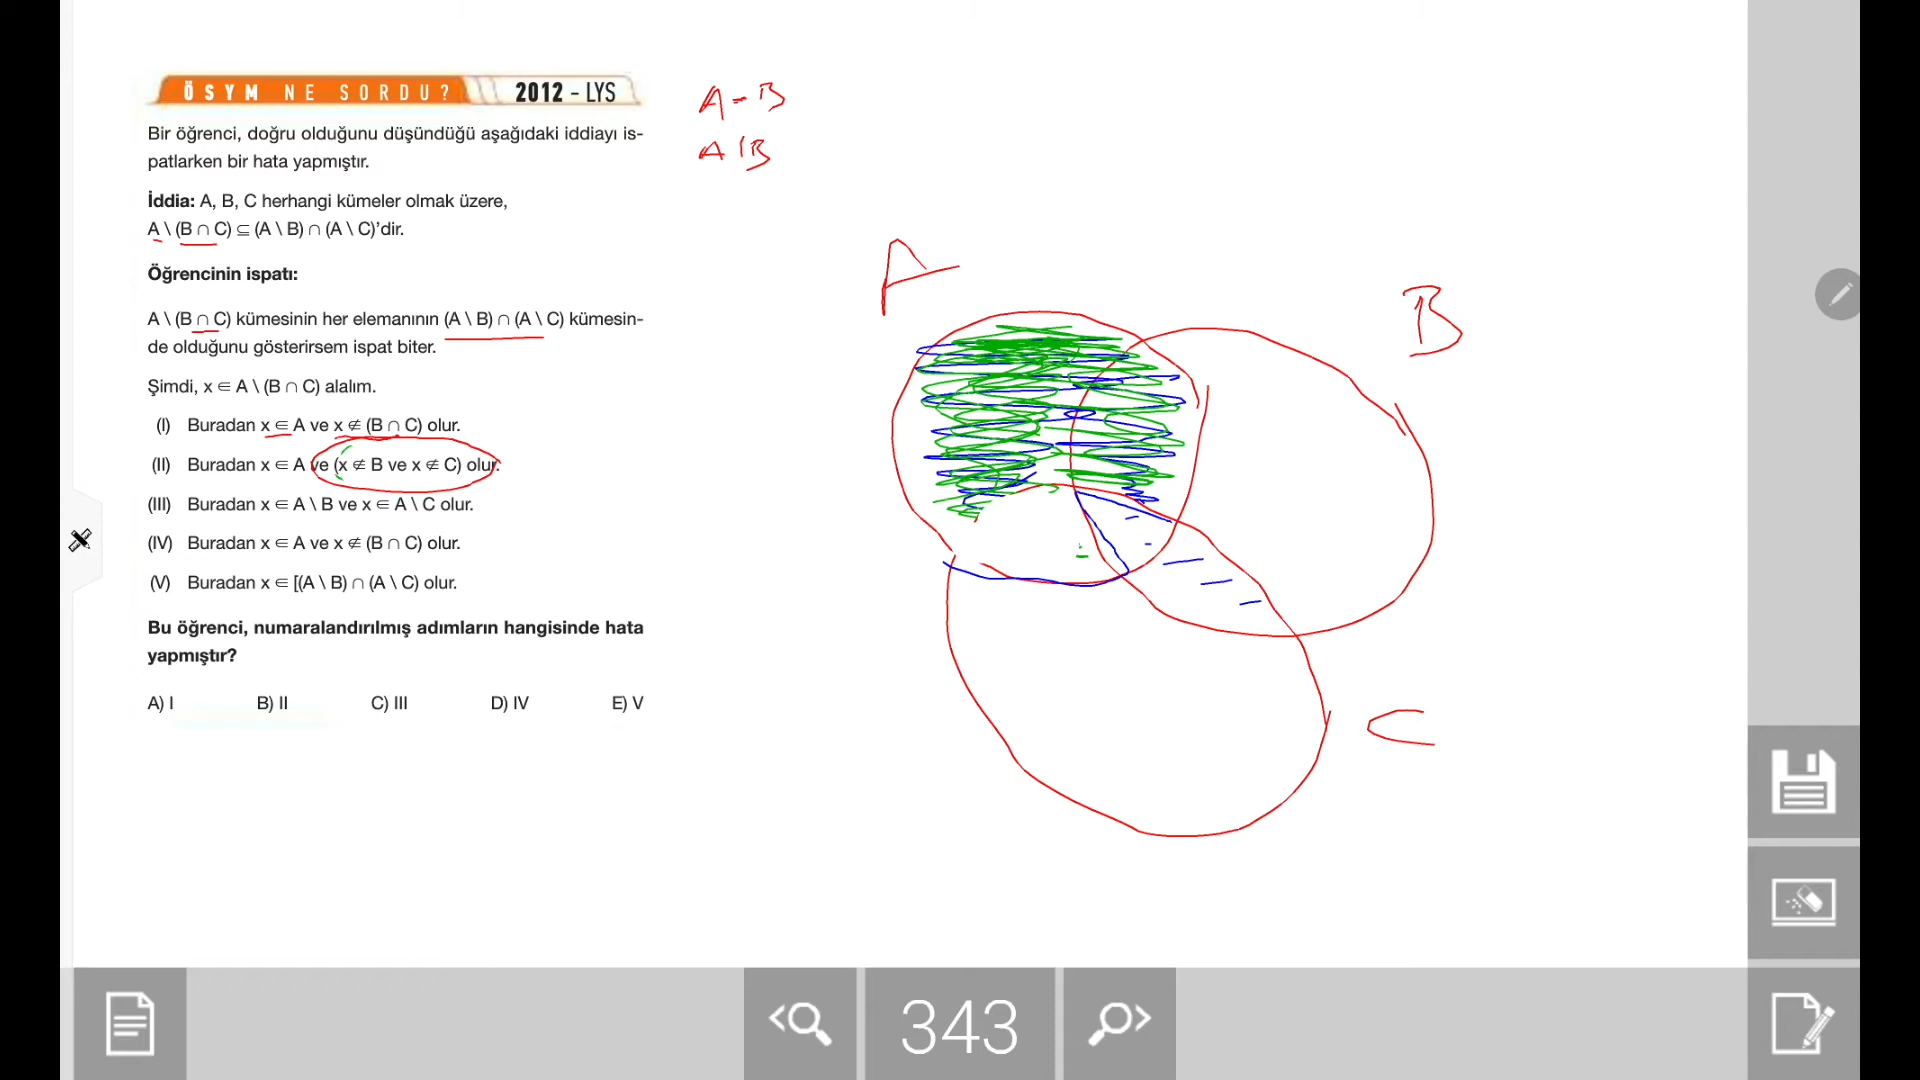 ÖSYM NE SORDU? 2012 - LYS
Bir öğrenci, doğru olduğunu düşündüğü aşağıdaki iddiayı is-
patlarken bir hata yapmıştır.
İddia: A, B, C herhangi kümeler olmak üzere,
A \ (B ∩ C) ⊆ (A \ B) ∩ (A \ C)’dir.
Öğrencinin ispatı:
A \ (B ∩ C) kümesinin her elemanının (A \ B) ∩ (A \ C) kümesin-
de olduğunu gösterirsem ispat biter.
Şimdi, x ∈ A \ (B ∩ C) alalım.
(I) Buradan x ∈ A ve x ∉ (B ∩ C) olur.
(II) Buradan x ∈ A ve (x ∉ B ve x ∉ C) olur.
(III) Buradan x ∈ A \ B ve x ∈ A \ C olur.
(IV) Buradan x ∈ A ve x ∉ (B ∩ C) olur.
(V) Buradan x ∈ [(A \ B) ∩ (A \ C) olur.
Bu öğrenci, numaralandırılmış adımların hangisinde hata
yapmıştır?
A) I B) II C) III D) IV E) V
A - B
A \ B
A
B
C
343